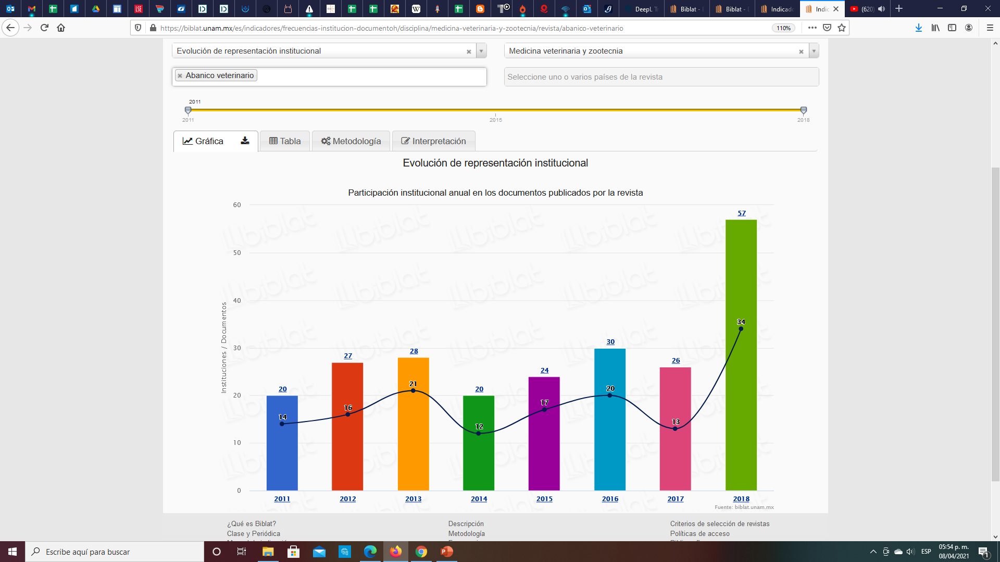 DeepL T
Biblat -
Biblat -
Indicado
Indic
(620)
https://biblat.unam.mx/es/indicadores/frecuencias-institucion-documentoh/disciplina/medicina-veterinaria-y-zootecnia/revista/abanico-veterinario
110%
Evolución de representación institucional
Medicina veterinaria y zootecnia
Abanico veterinario
Seleccione uno o varios países de la revista
2011
2011 2015 2018
Gráfica Tabla Metodología Interpretación
Evolución de representación institucional
Participación institucional anual en los documentos publicados por la revista
Instituciones / Documentos
60
50
40
30
20
10
0
20 27 28 20 24 30 26 57
14 16 21 12 17 20 13 34
2011 2012 2013 2014 2015 2016 2017 2018
Fuente: biblat.unam.mx
¿Qué es Biblat? Descripción Criterios de selección de revistas
Clase y Periódica Metodología Políticas de acceso
Escribe aquí para buscar
ESP
05:54 p. m.
08/04/2021
1